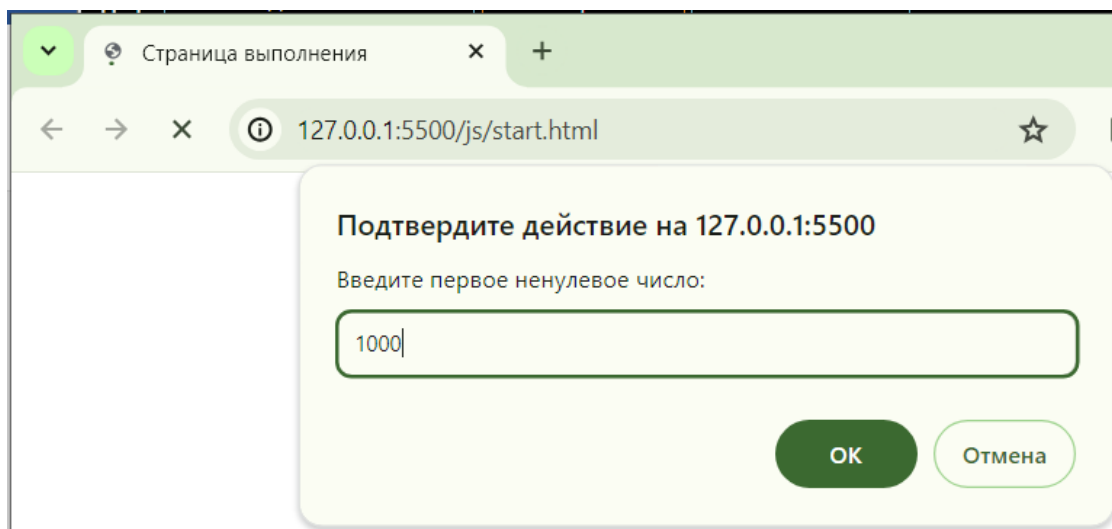 Страница выполнения
127.0.0.1:5500/js/start.html
Подтвердите действие на 127.0.0.1:5500
Введите первое ненулевое число:
1000
ОК Отмена